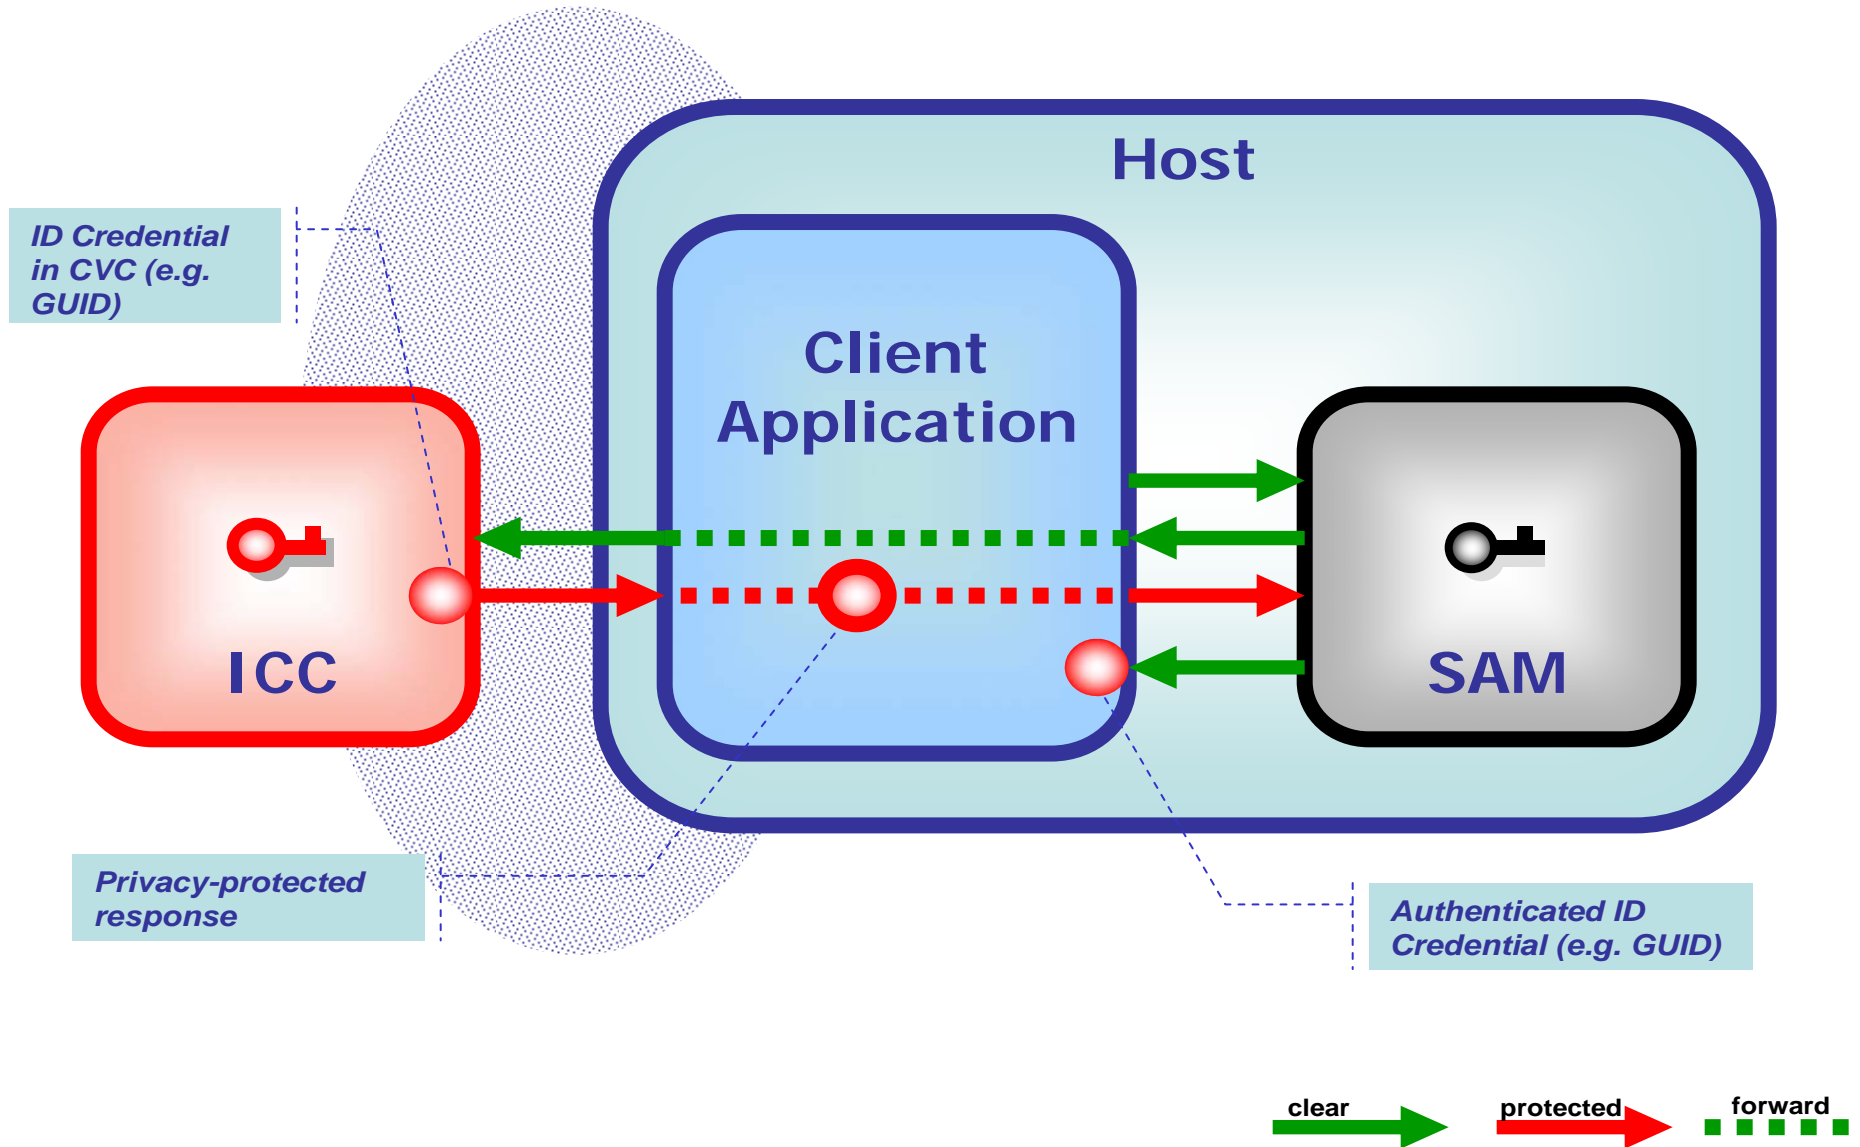 Host
ID Credential
in CVC (e.g.
GUID)
Client
Application
ICC
SAM
Privacy-protected
response
Authenticated ID
Credential (e.g. GUID)
clear
protected
forward